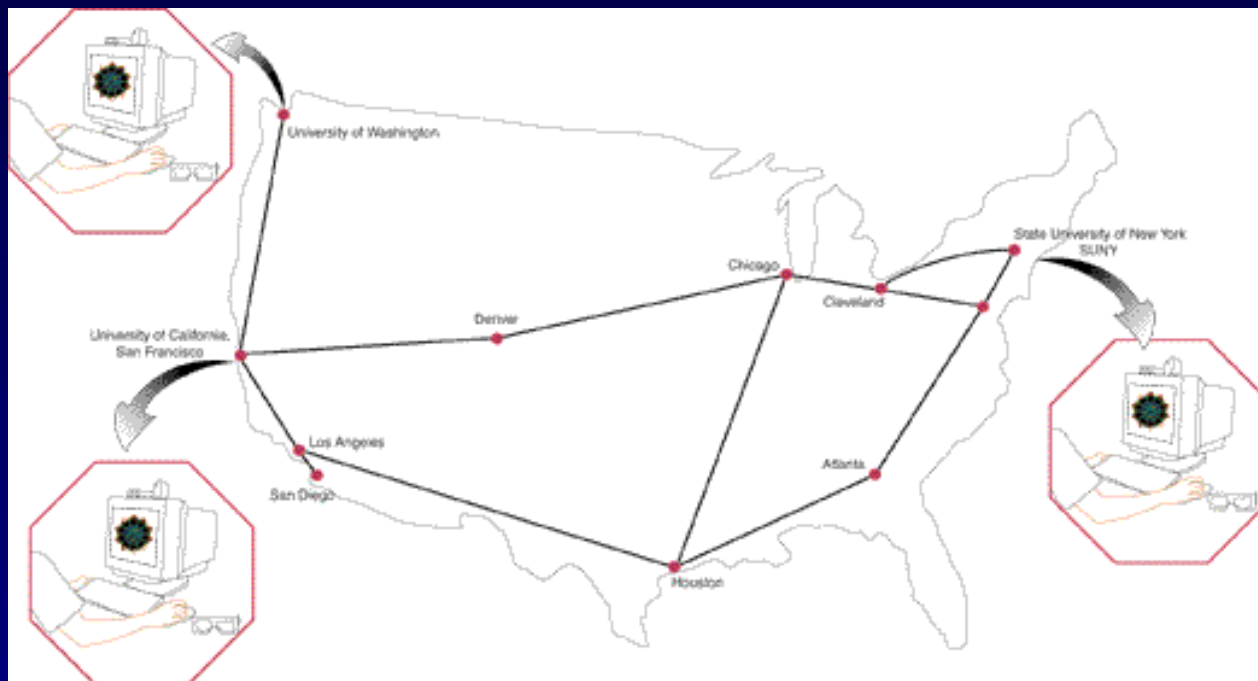 University of Washington
State University of New York
SUNY
Chicago
Cleveland
Denver
University of California,
San Francisco
Los Angeles
Atlanta
San Diego
Houston